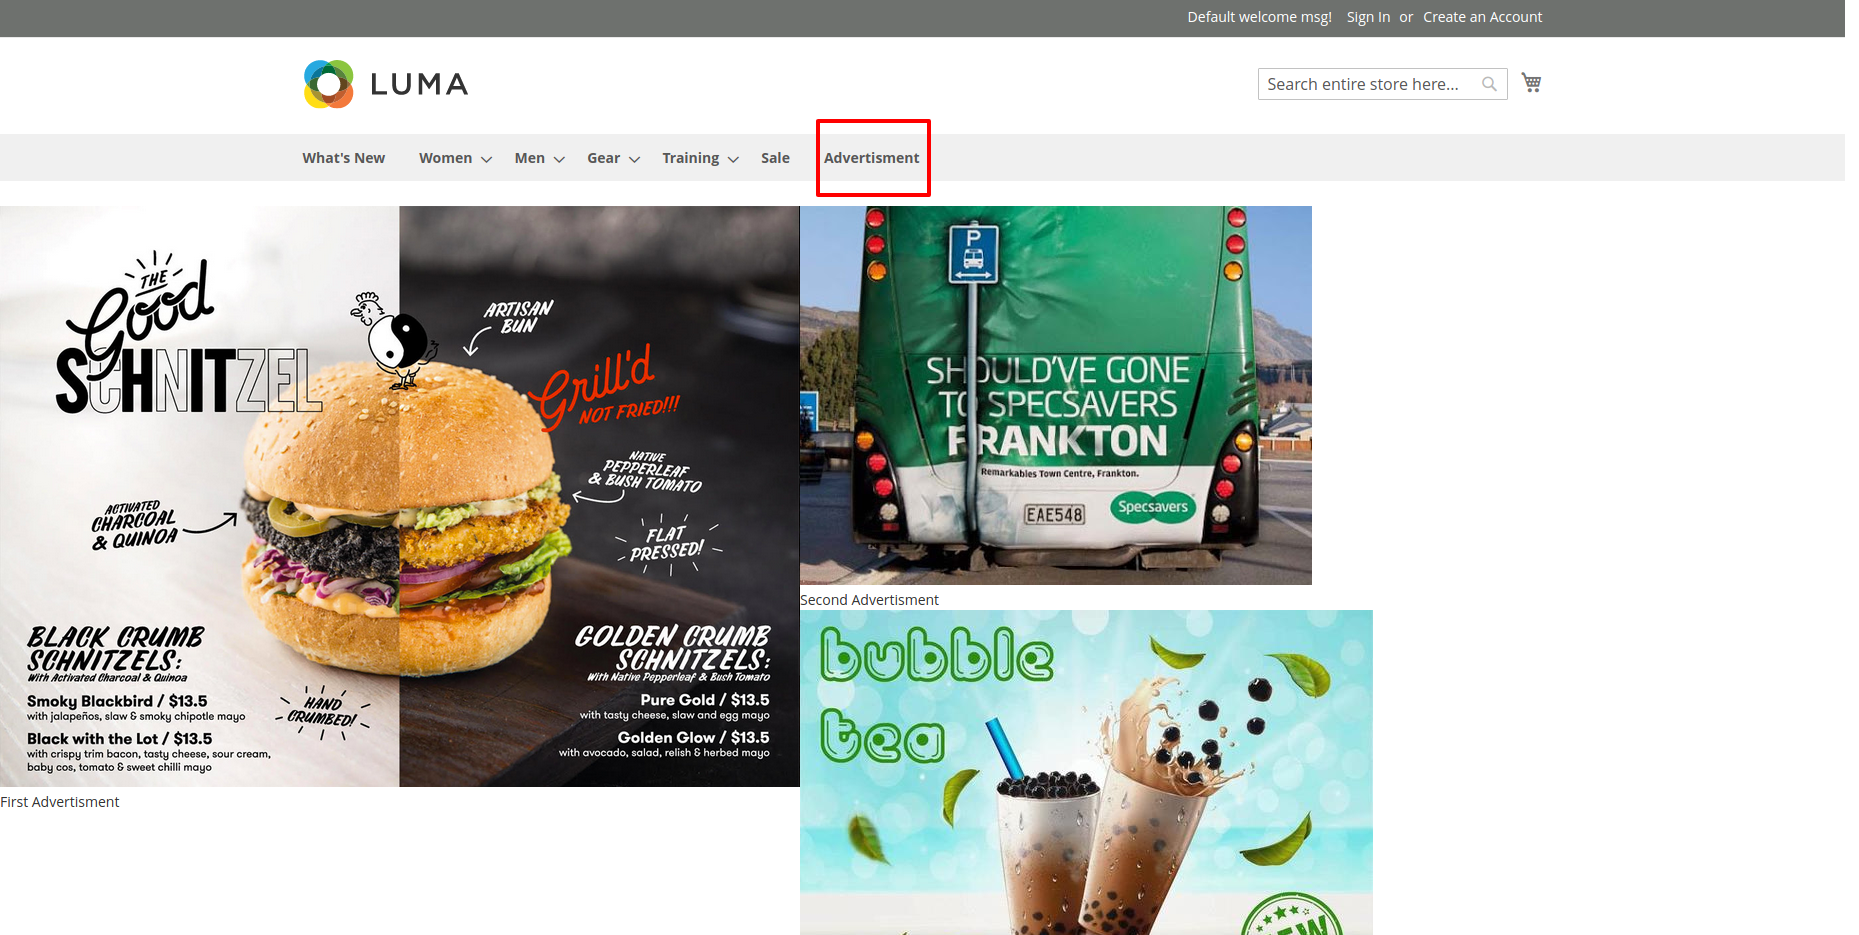 Default welcome msg! Sign In or Create an Account
LUMA
Search entire store here...
What's New Women Men Gear Training Sale Advertisment
THE
Good
SCHNITZEL
ARTISAN
BUN
Grill'd
NOT FRIED!!!
NATIVE
PEPPERLEAF
& BUSH TOMATO
ACTIVATED
CHARCOAL
& QUINOA
FLAT
PRESSED!
BLACK CRUMB
SCHNITZELS:
With Activated Charcoal & Quinoa
Smoky Blackbird / $13.5
with jalapeños, slaw & smoky chipotle mayo
Black with the Lot / $13.5
with crispy trim bacon, tasty cheese, sour cream,
baby cos, tomato & sweet chilli mayo
HAND
CRUMBED!
GOLDEN CRUMB
SCHNITZELS:
With Native Pepperleaf & Bush Tomato
Pure Gold / $13.5
with tasty cheese, slaw and egg mayo
Golden Glow / $13.5
with avocado, salad, relish & herbed mayo
First Advertisment
P
SHOULD'VE GONE
TO SPECSAVERS
FRANKTON
Remarkables Town Centre, Frankton.
EAE548
Specsavers
Second Advertisment
bubble
tea